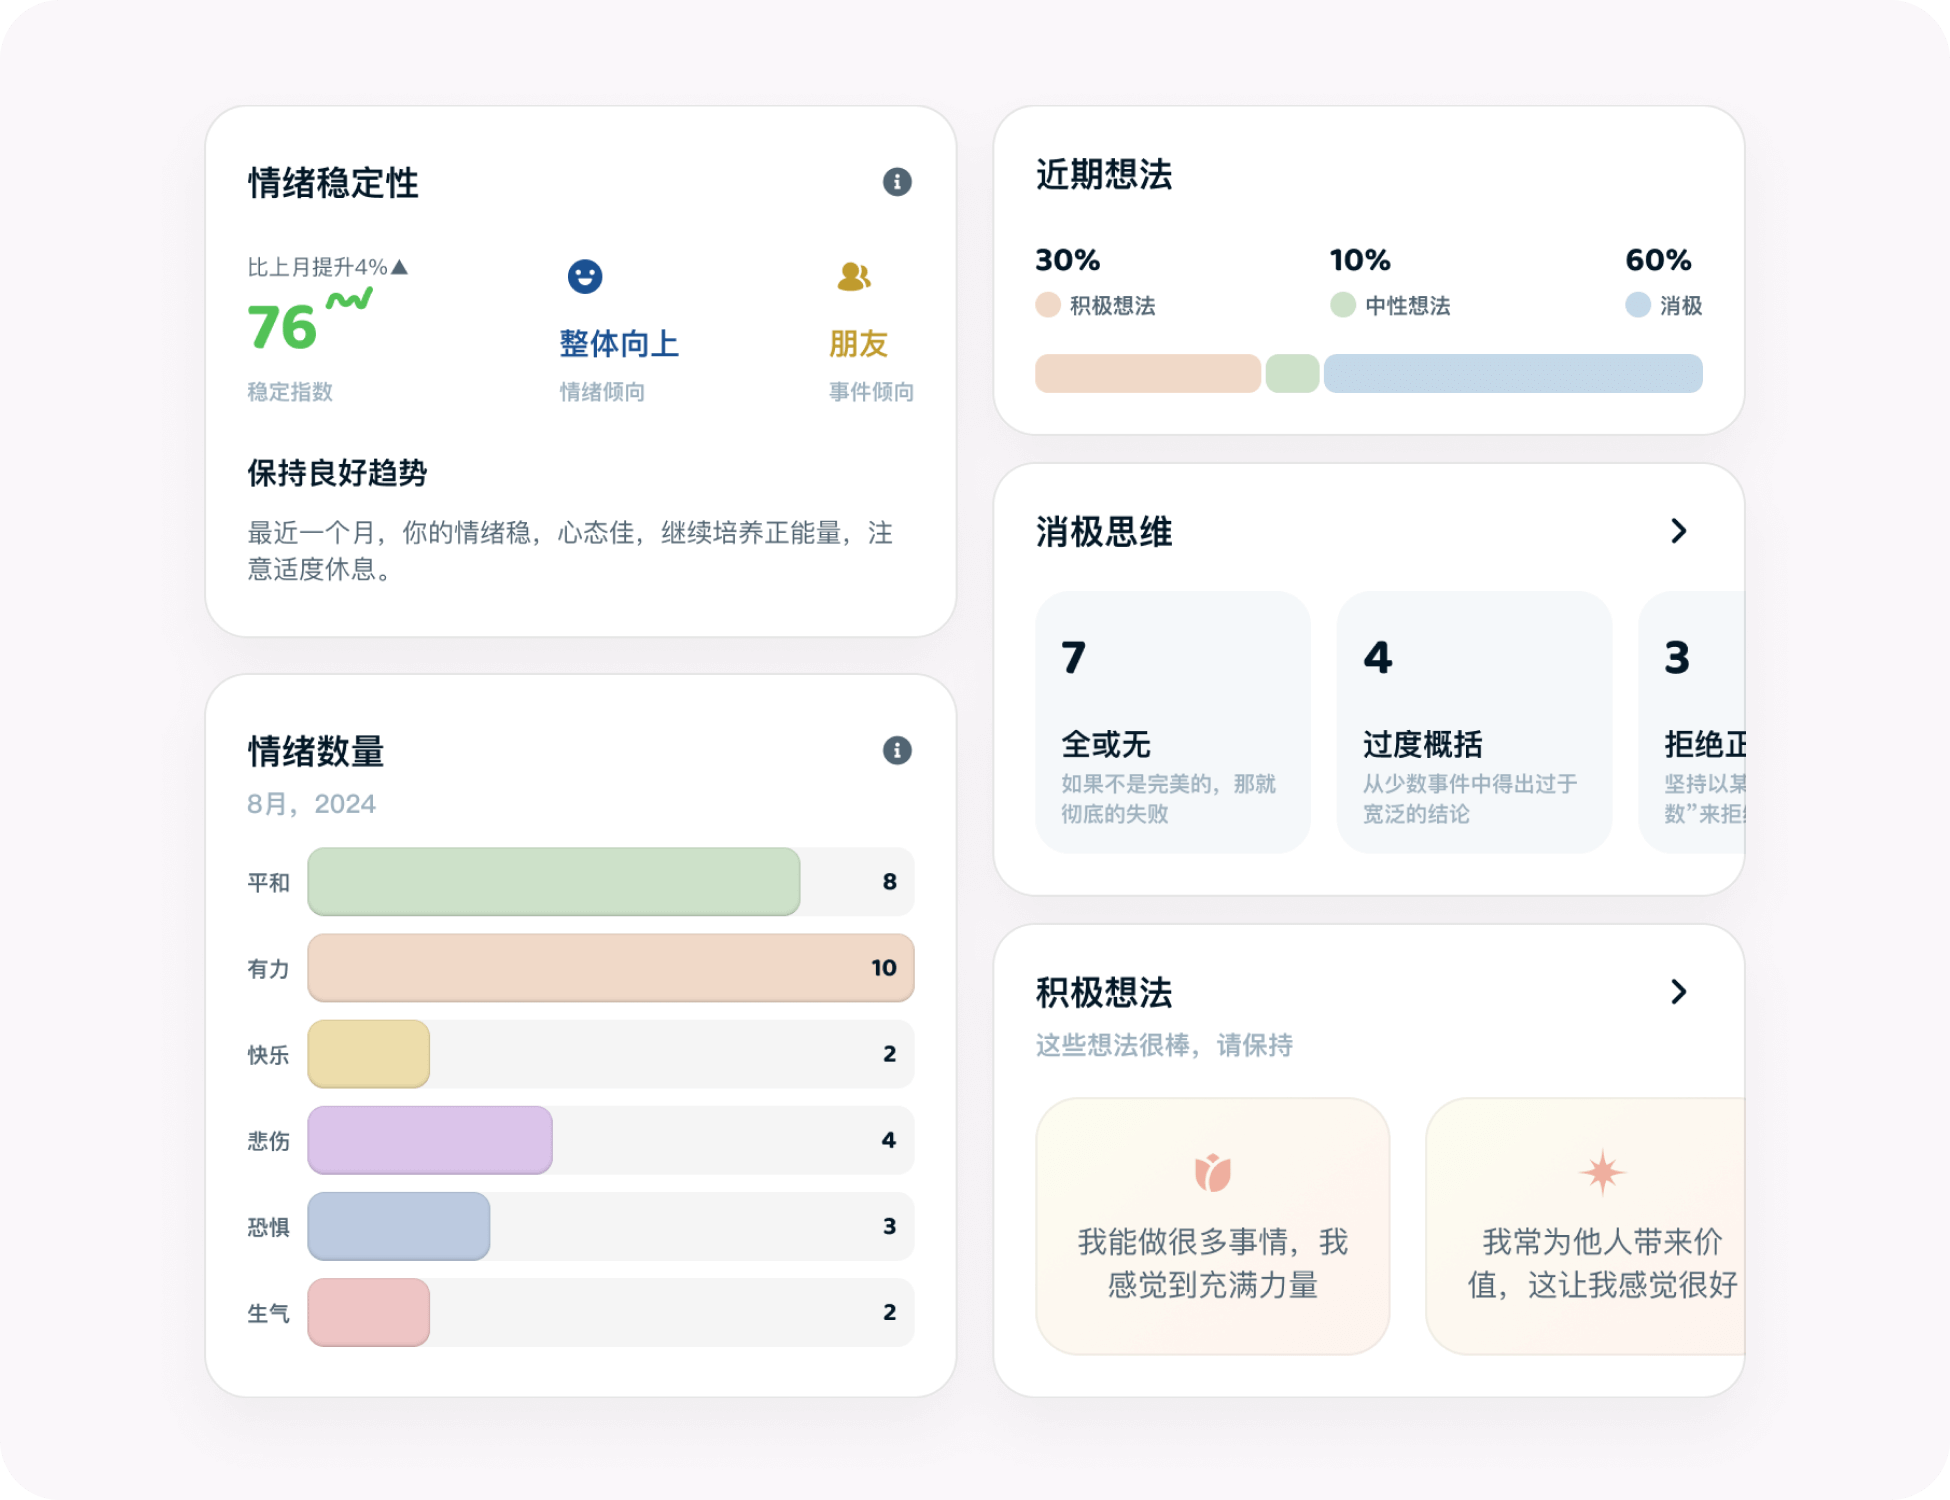 情绪稳定性
比上月提升4%▲
76
稳定指数
整体向上
情绪倾向
朋友
事件倾向
保持良好趋势
最近一个月，你的情绪稳，心态佳，继续培养正能量，注
意适度休息。
情绪数量
8月，2024
平和 8
有力 10
快乐 2
悲伤 4
恐惧 3
生气 2
近期想法
30% 10% 60%
积极想法 中性想法 消极
消极思维
7
全或无
如果不是完美的，那就
彻底的失败
4
过度概括
从少数事件中得出过于
宽泛的结论
3
拒绝正
坚持以某
数”来拒
积极想法
这些想法很棒，请保持
我能做很多事情，我
感觉到充满力量
我常为他人带来价
值，这让我感觉很好